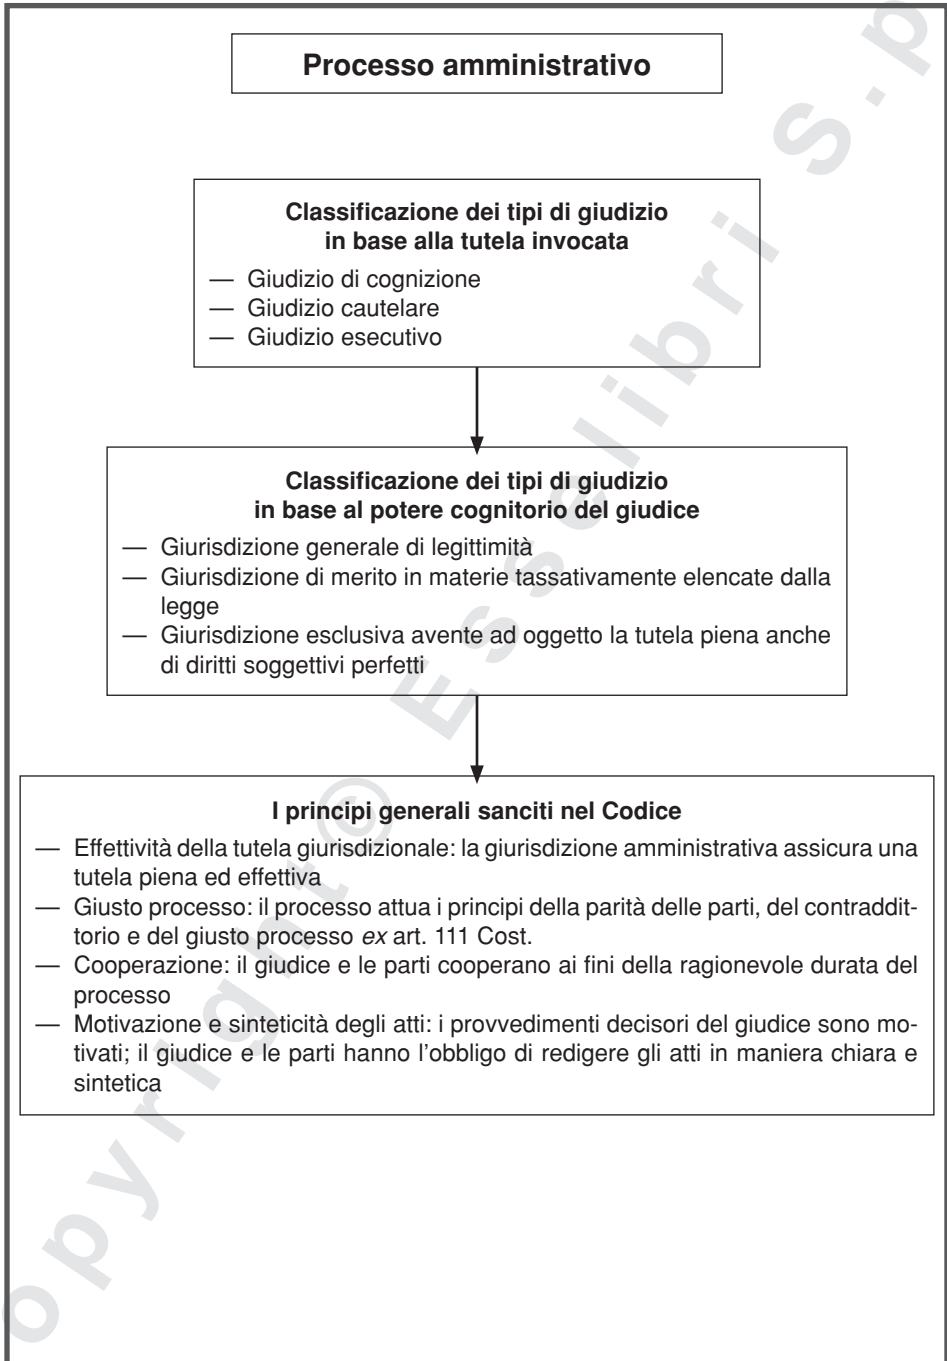 Processo amministrativo
Classificazione dei tipi di giudizio
in base alla tutela invocata
— Giudizio di cognizione
— Giudizio cautelare
— Giudizio esecutivo
Classificazione dei tipi di giudizio
in base al potere cognitorio del giudice
— Giurisdizione generale di legittimità
— Giurisdizione di merito in materie tassativamente elencate dalla
legge
— Giurisdizione esclusiva avente ad oggetto la tutela piena anche
di diritti soggettivi perfetti
I principi generali sanciti nel Codice
— Effettività della tutela giurisdizionale: la giurisdizione amministrativa assicura una
tutela piena ed effettiva
— Giusto processo: il processo attua i principi della parità delle parti, del contraddit-
torio e del giusto processo ex art. 111 Cost.
— Cooperazione: il giudice e le parti cooperano ai fini della ragionevole durata del
processo
— Motivazione e sinteticità degli atti: i provvedimenti decisori del giudice sono mo-
tivati; il giudice e le parti hanno l'obbligo di redigere gli atti in maniera chiara e
sintetica
opyright © Esselibri S.p